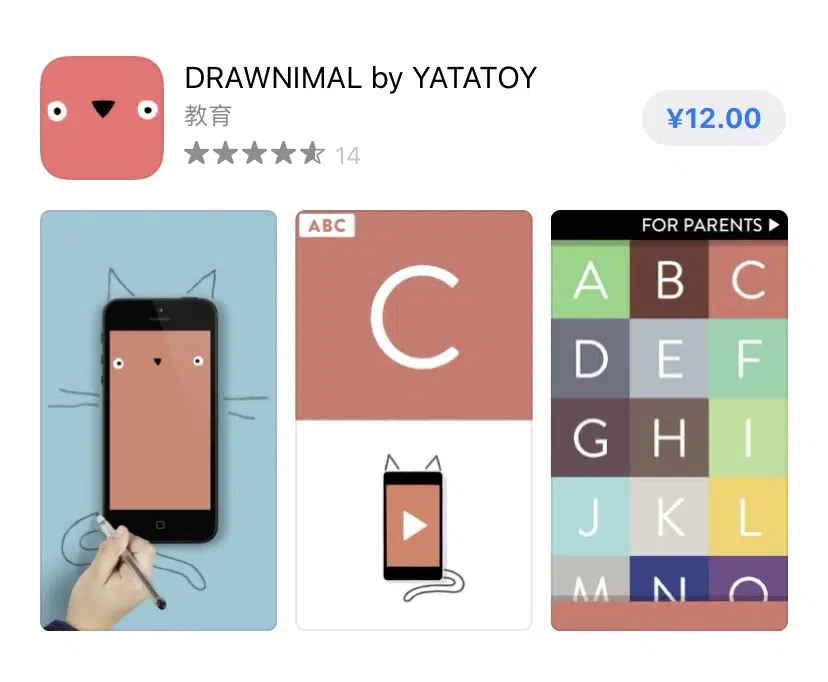 DRAWNIMAL by YATATOY
教育
14
¥12.00
ABC
C
FOR PARENTS
A B C
D E F
G H I
J K L
M N O